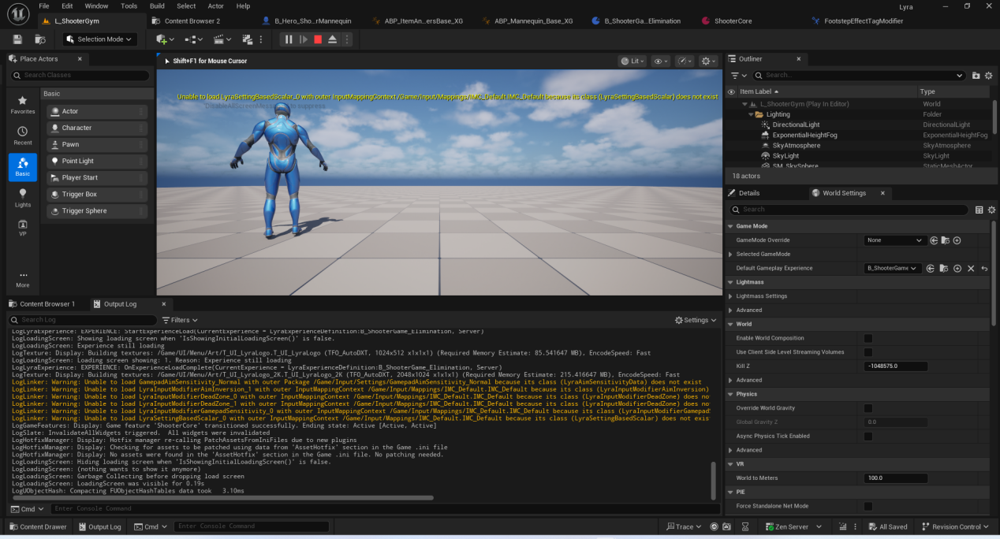 File Edit Window Tools Build Select Actor Help
Lyra
L_ShooterGym
Content Browser 2
B_Hero_Sho...rMannequin
ABP_ItemAn...ersBase_XG
ABP_Mannequin_Base_XG
B_ShooterGa...Elimination
ShooterCore
FootstepEffectTagModifier
Selection Mode
Place Actors
Search Classes
Basic
Favorites
Recent
Basic
Lights
VP
More
Actor
Character
Pawn
Point Light
Player Start
Trigger Box
Trigger Sphere
Shift+F1 for Mouse Cursor
Lit
Unable to load LyraSettingBasedScalar_0 with outer InputMappingContext /Game/Input/Mappings/IMC_Default.IMC_Default because its class (LyraSettingBasedScalar) does not exist
Outliner
Search...
Item Label Type
L_ShooterGym (Play In Editor) World
Lighting Folder
DirectionalLight DirectionalLight
ExponentialHeightFog ExponentialHeightFog
SkyAtmosphere SkyAtmosphere
SkyLight SkyLight
SM_SkySphere StaticMeshActor
18 actors
Details
World Settings
Search
Game Mode
GameMode Override None
Selected GameMode
Default Gameplay Experience B_ShooterGame
Lightmass
Lightmass Settings
Advanced
World
Enable World Composition
Use Client Side Level Streaming Volumes
Kill Z -1048575.0
Advanced
Physics
Override World Gravity
Global Gravity Z 0.0
Async Physics Tick Enabled
Advanced
VR
World to Meters 100.0
PIE
Force Standalone Net Mode
Content Browser 1
Output Log
Search Log
Filters
Settings
LogLyraExperience: EXPERIENCE: StartExperienceLoad(CurrentExperience = LyraExperienceDefinition:B_ShooterGame_Elimination, Server)
LogLoadingScreen: Showing loading screen when 'IsShowingInitialLoadingScreen()' is false.
LogLoadingScreen: Experience still loading
LogTexture: Display: Building textures: /Game/UI/Menu/Art/T_UI_LyraLogo.T_UI_LyraLogo (TFO_AutoDXT, 1024x512 x1x1x1) (Required Memory Estimate: 85.541647 MB), EncodeSpeed: Fast
LogLoadingScreen: Loading screen showing: 1. Reason: Experience still loading
LogLyraExperience: EXPERIENCE: OnExperienceLoadComplete(CurrentExperience = LyraExperienceDefinition:B_ShooterGame_Elimination, Server)
LogTexture: Display: Building textures: /Game/UI/Menu/Art/T_UI_LyraLogo_2K.T_UI_LyraLogo_2K (TFO_AutoDXT, 2048x1024 x1x1x1) (Required Memory Estimate: 215.416647 MB), EncodeSpeed: Fast
LogLinker: Warning: Unable to load GamepadAimSensitivity_Normal with outer Package /Game/Input/Settings/GamepadAimSensitivity_Normal because its class (LyraAimSensitivityData) does not exist
LogLinker: Warning: Unable to load LyraInputModifierAimInversion_1 with outer InputMappingContext /Game/Input/Mappings/IMC_Default.IMC_Default because its class (LyraInputModifierAimInversion)
LogLinker: Warning: Unable to load LyraInputModifierDeadZone_0 with outer InputMappingContext /Game/Input/Mappings/IMC_Default.IMC_Default because its class (LyraInputModifierDeadZone) does no
LogLinker: Warning: Unable to load LyraInputModifierDeadZone_1 with outer InputMappingContext /Game/Input/Mappings/IMC_Default.IMC_Default because its class (LyraInputModifierDeadZone) does no
LogLinker: Warning: Unable to load LyraInputModifierGamepadSensitivity_0 with outer InputMappingContext /Game/Input/Mappings/IMC_Default.IMC_Default because its class (LyraInputModifierGamepadS
LogLinker: Warning: Unable to load LyraSettingBasedScalar_0 with outer InputMappingContext /Game/Input/Mappings/IMC_Default.IMC_Default because its class (LyraSettingBasedScalar) does not exis
LogGameFeatures: Display: Game feature 'ShooterCore' transitioned successfully. Ending state: Active [Active, Active]
LogSlate: InvalidateAllWidgets triggered. All widgets were invalidated
LogHotfixManager: Display: Hotfix manager re-calling PatchAssetsFromIniFiles due to new plugins
LogHotfixManager: Display: Checking for assets to be patched using data from 'AssetHotfix' section in the Game .ini file
LogHotfixManager: Display: No assets were found in the 'AssetHotfix' section in the Game .ini file. No patching needed.
LogLoadingScreen: Hiding loading screen when 'IsShowingInitialLoadingScreen()' is false.
LogLoadingScreen: (nothing wants to show it anymore)
LogLoadingScreen: Garbage Collecting before dropping load screen
LogLoadingScreen: LoadingScreen was visible for 0.19s
LogUObjectHash: Compacting FUObjectHashTables data took 3.10ms
Cmd Enter Console Command
Content Drawer Output Log Cmd Enter Console Command Trace Zen Server All Saved Revision Control